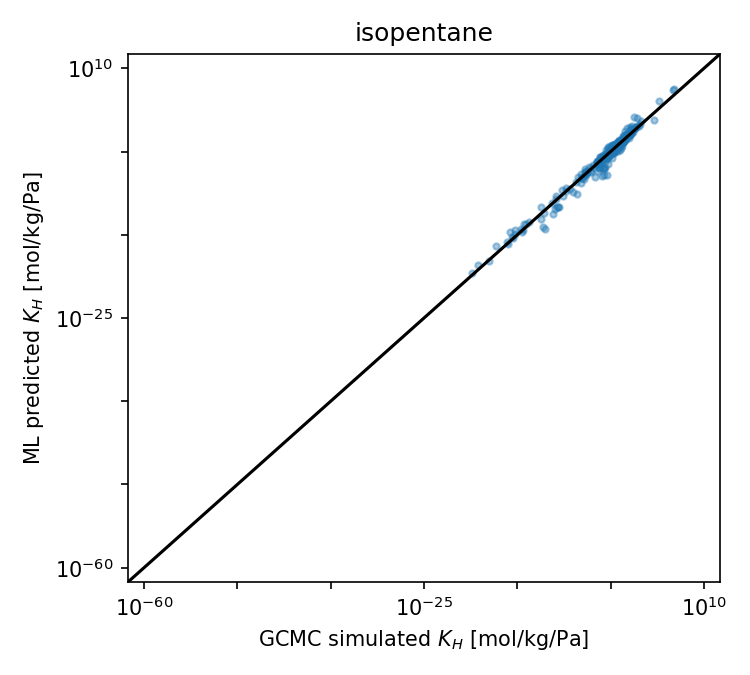 isopentane
10^{10}
10^{-25}
10^{-60}
ML predicted K_H [mol/kg/Pa]
10^{-60}
10^{-25}
10^{10}
GCMC simulated K_H [mol/kg/Pa]